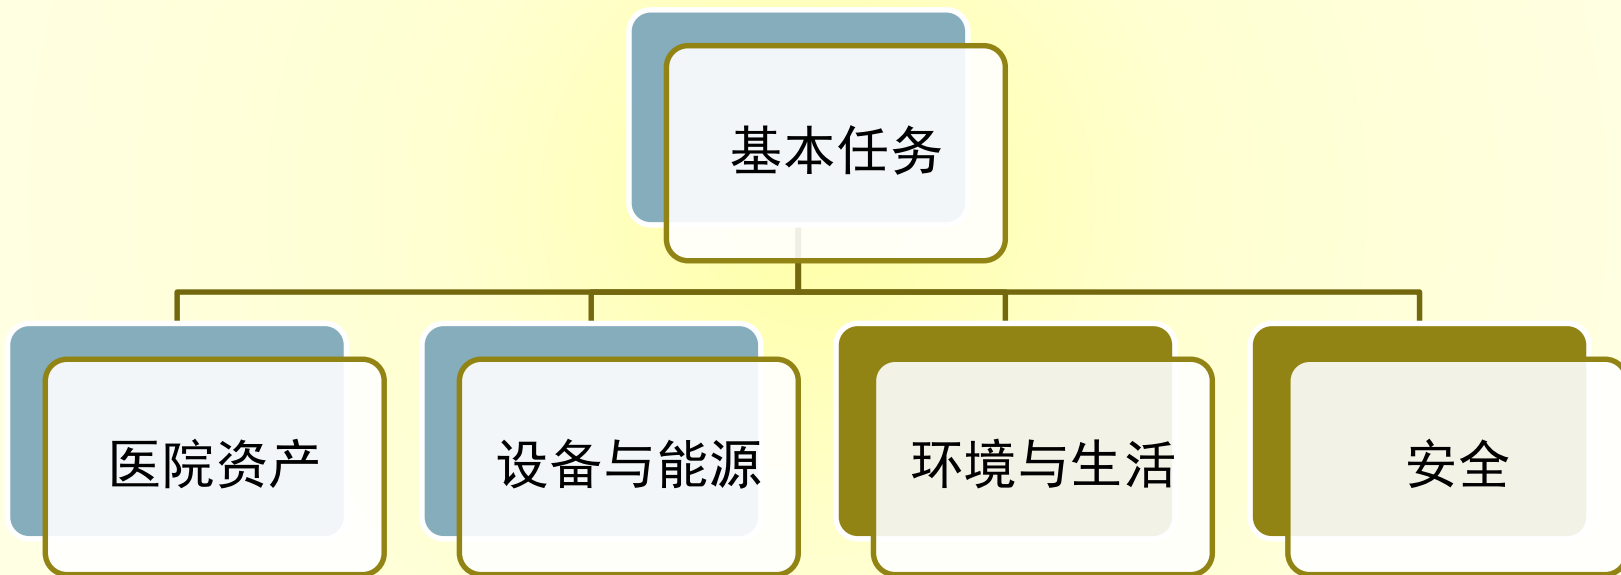 基本任务
医院资产
设备与能源
环境与生活
安全